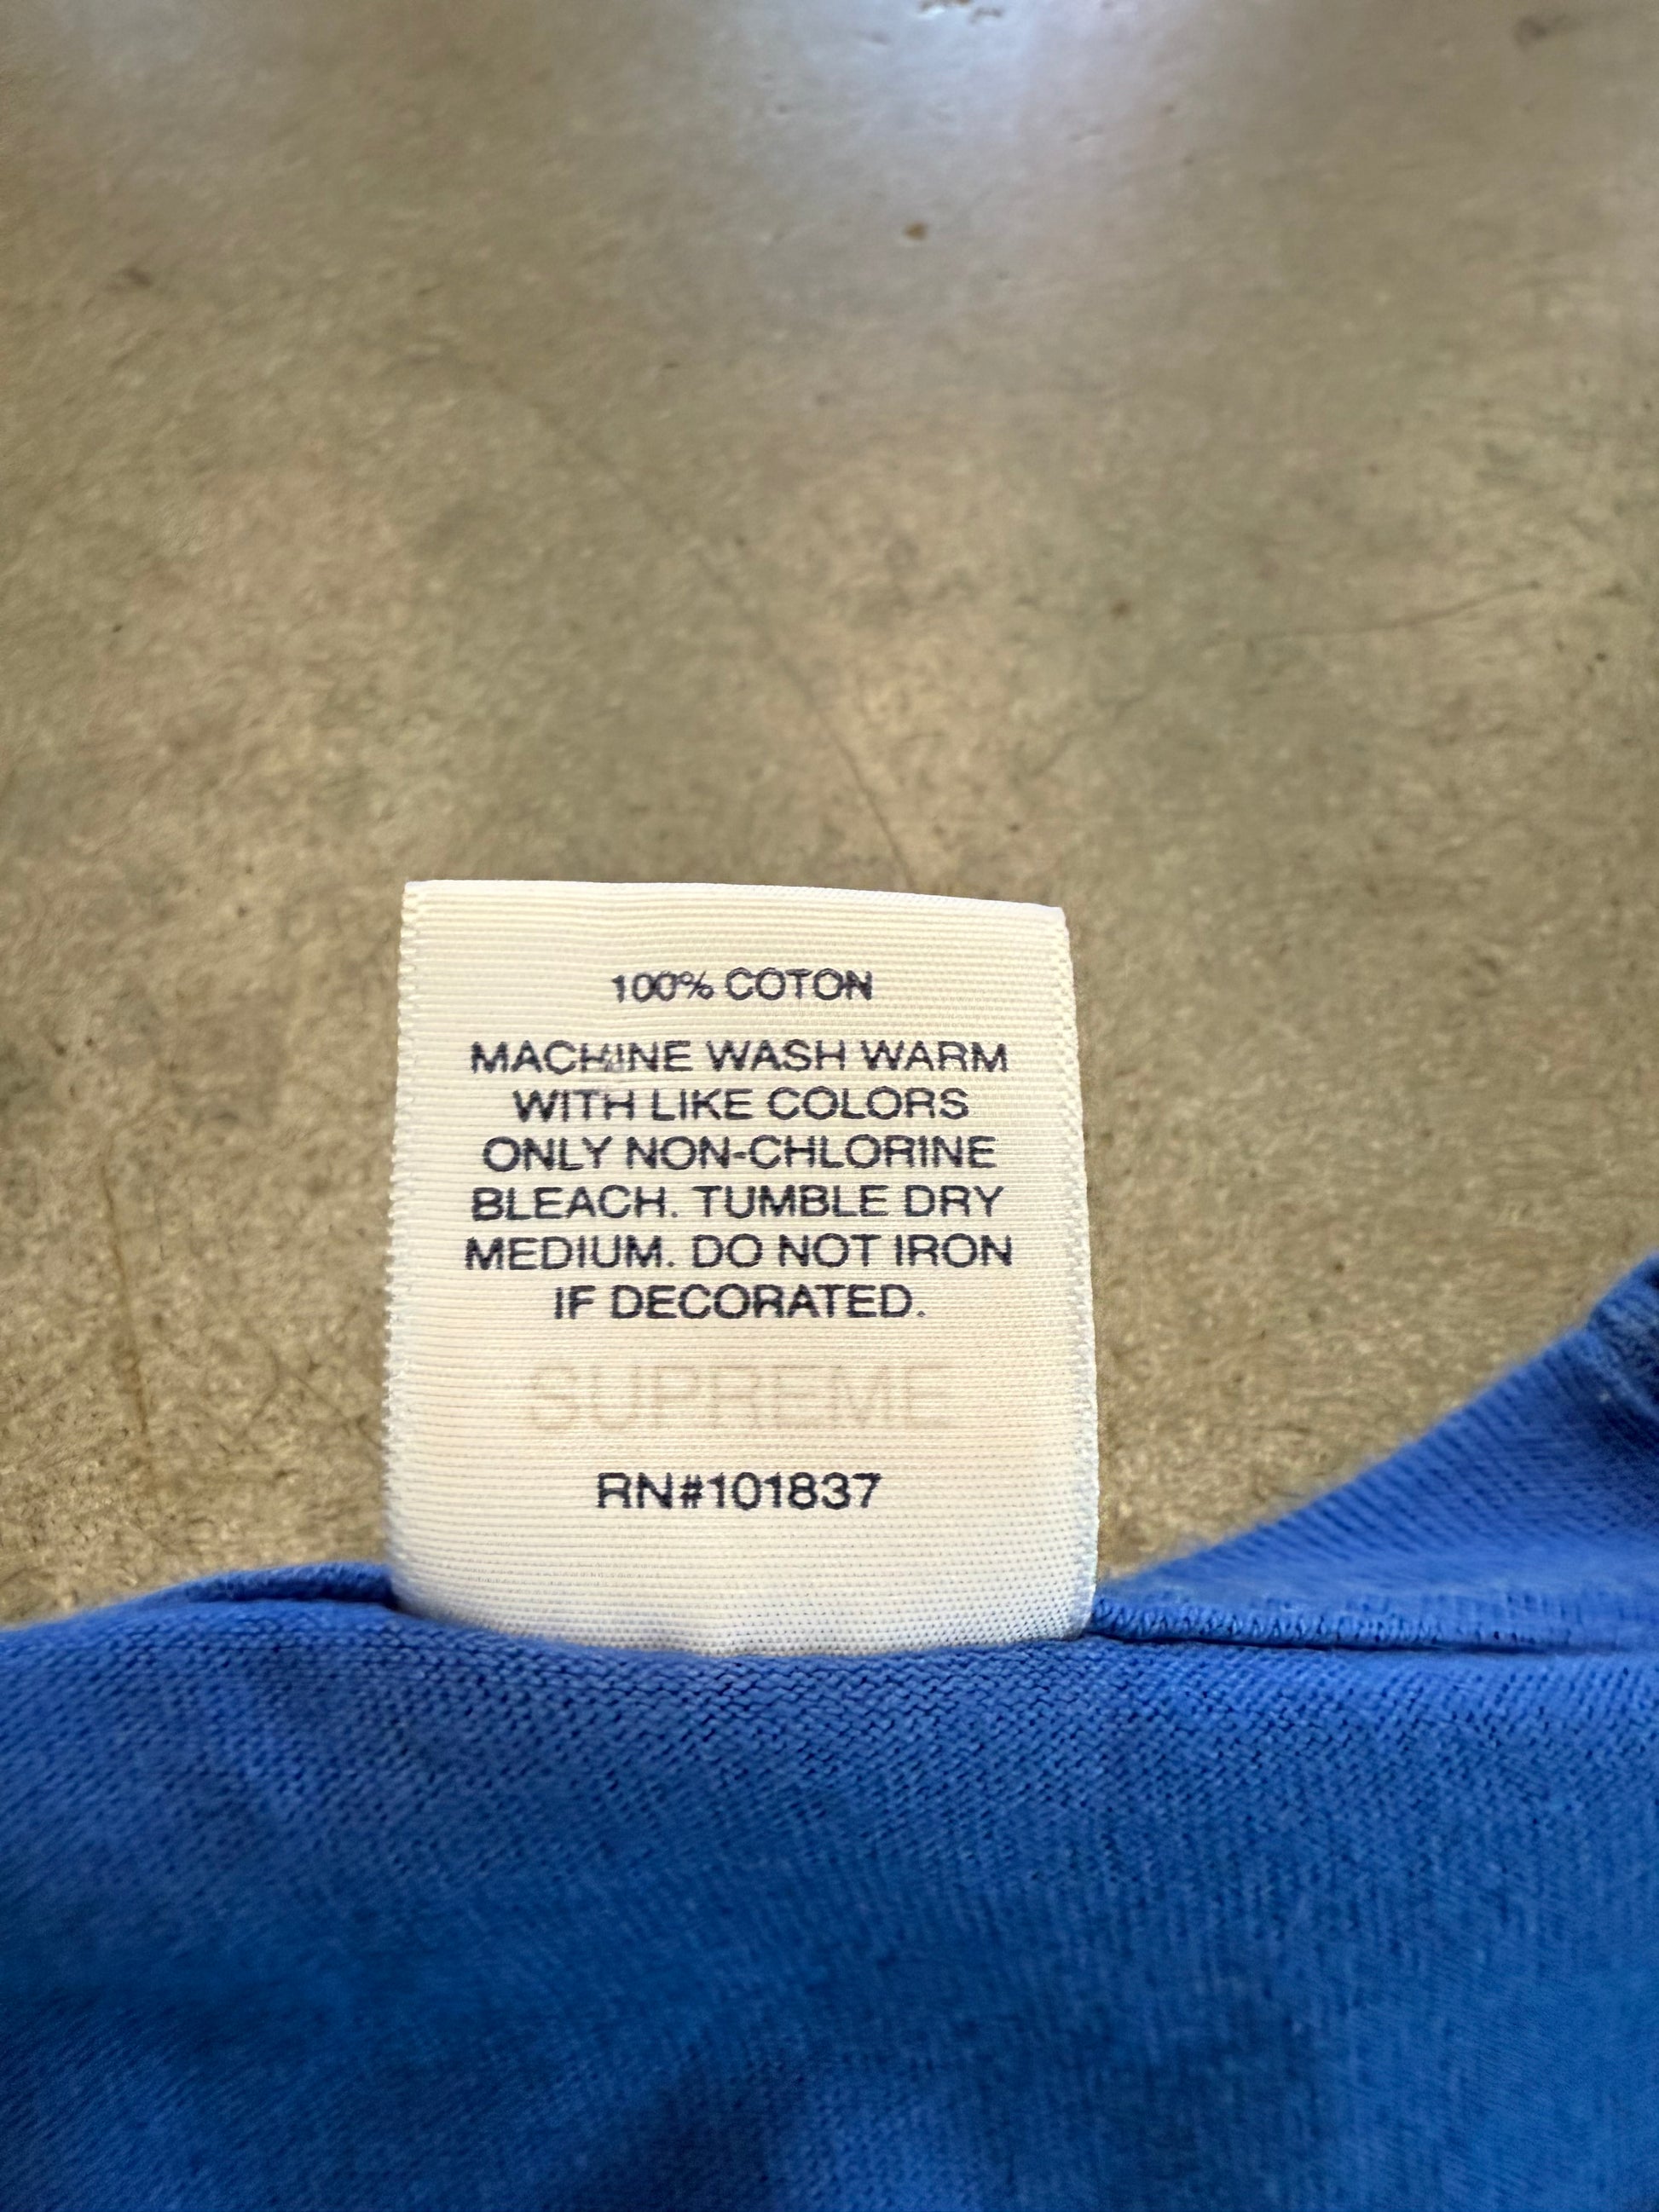 100% COTON
MACHINE WASH WARM
WITH LIKE COLORS
ONLY NON-CHLORINE
BLEACH. TUMBLE DRY
MEDIUM. DO NOT IRON
IF DECORATED.
SUPREME
RN#101837